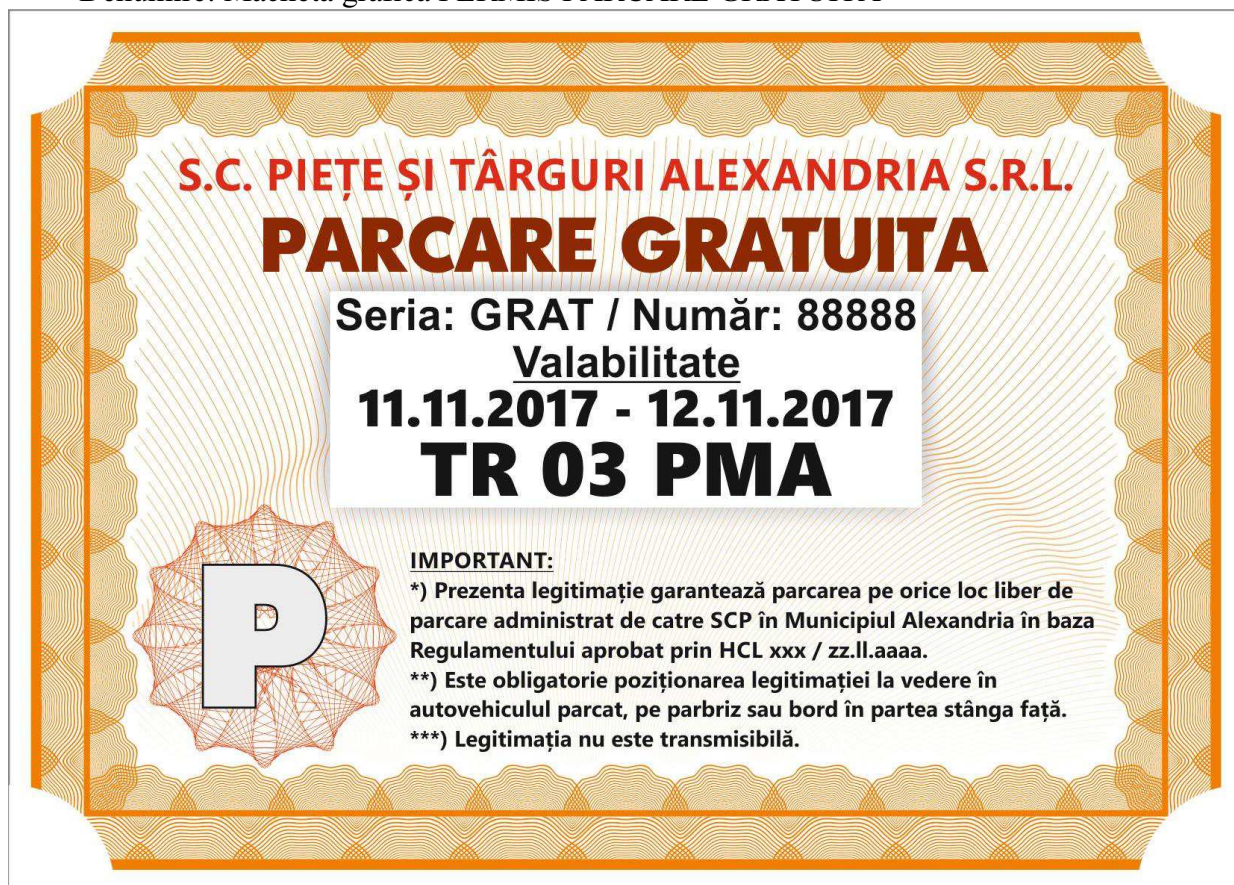 Denumire: Macheta grafica PERMIS PARCARE GRATUITA
S.C. PIEȚE ȘI TÂRGURI ALEXANDRIA S.R.L.
PARCARE GRATUITA
Seria: GRAT / Număr: 88888
Valabilitate
11.11.2017 - 12.11.2017
TR 03 PMA
P
IMPORTANT:
*) Prezenta legitimație garantează parcarea pe orice loc liber de
parcare administrat de catre SCP în Municipiul Alexandria în baza
Regulamentului aprobat prin HCL xxx / zz.ll.aaaa.
**) Este obligatorie poziționarea legitimației la vedere în
autovehiculul parcat, pe parbriz sau bord în partea stânga față.
***) Legitimația nu este transmisibilă.